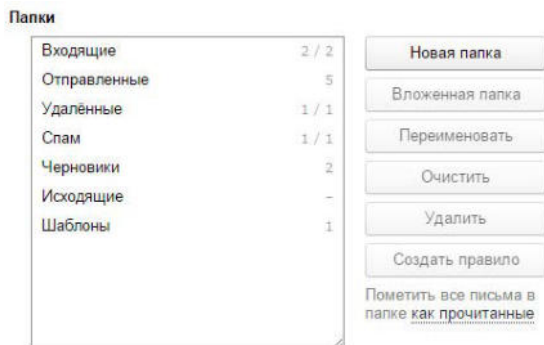 Папки
Входящие 2 / 2
Отправленные 5
Удалённые 1 / 1
Спам 1 / 1
Черновики 2
Исходящие –
Шаблоны 1
Новая папка
Вложенная папка
Переименовать
Очистить
Удалить
Создать правило
Пометить все письма в
папке как прочитанные